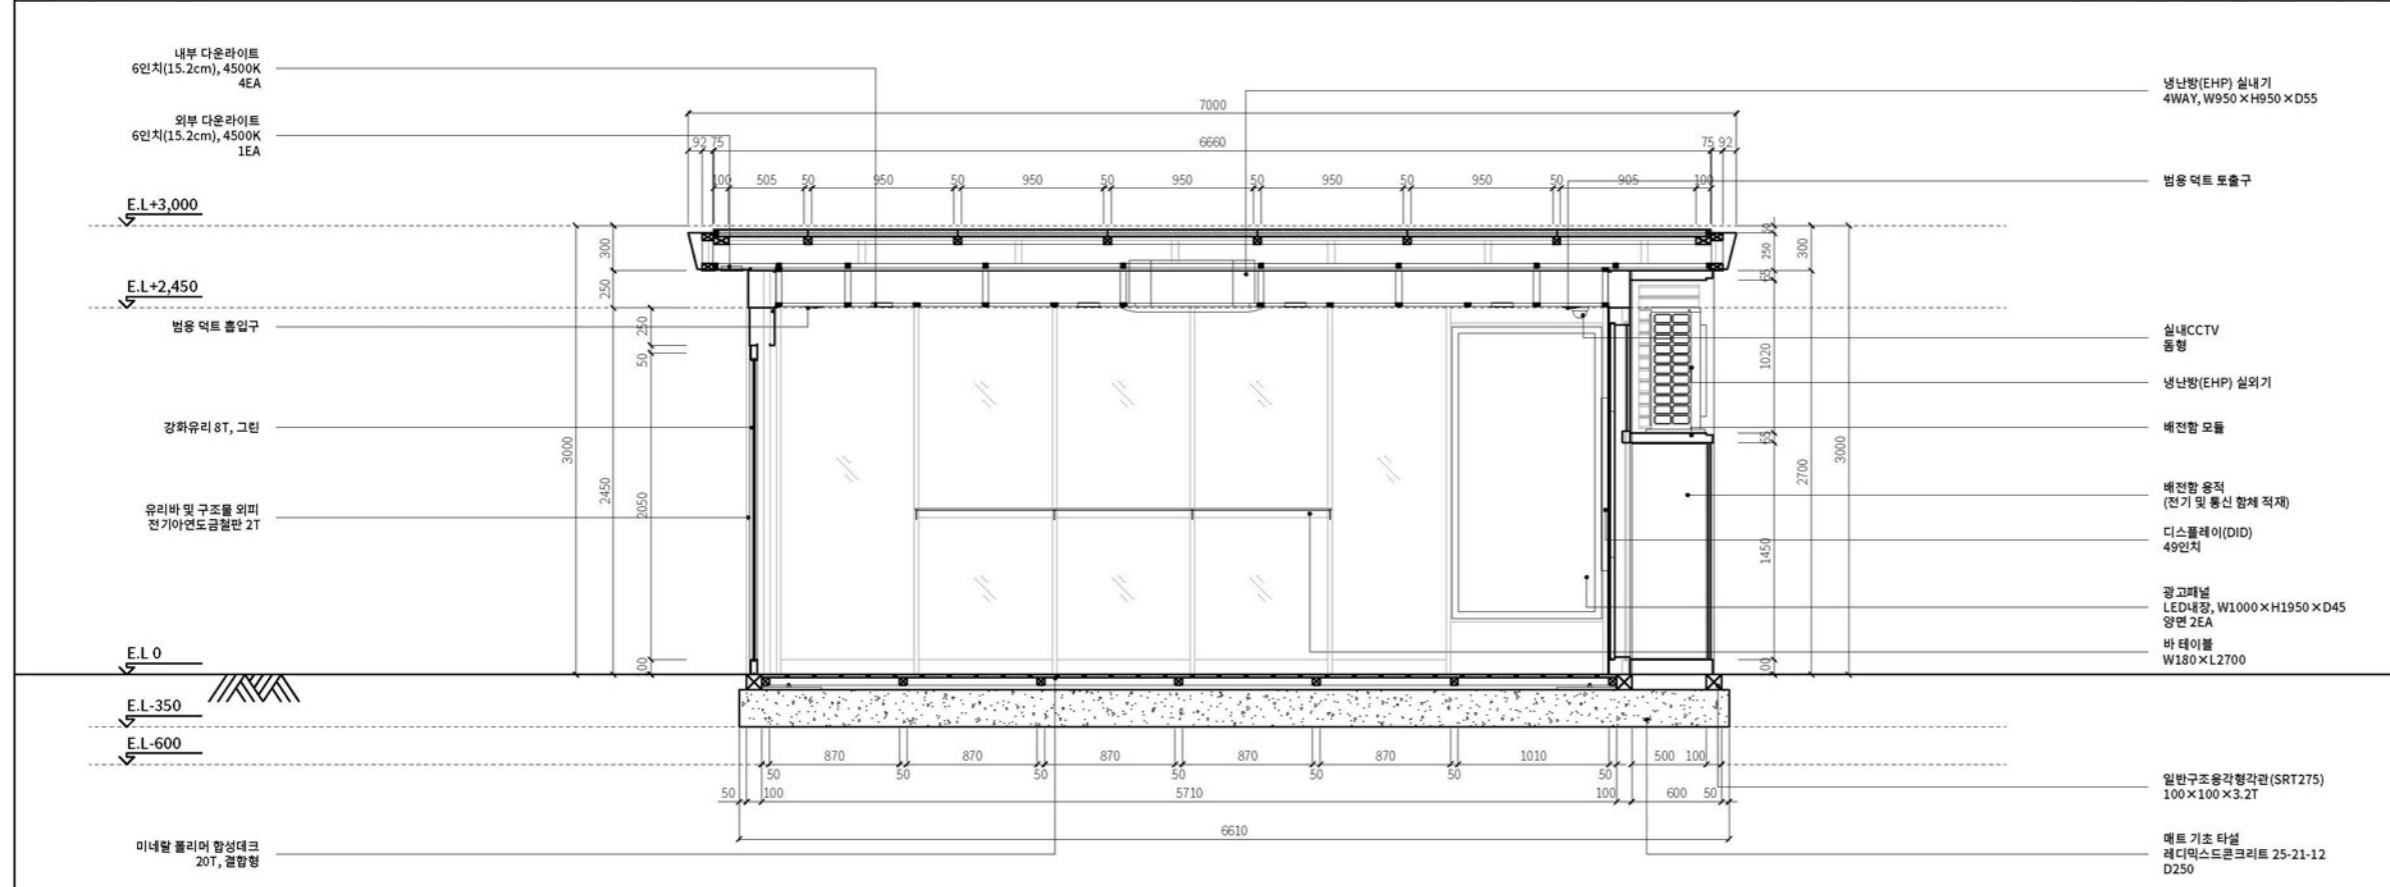 내부 다운라이트
6인치(15.2cm), 4500K
4EA
외부 다운라이트
6인치(15.2cm), 4500K
1EA
E.L+3,000
E.L+2,450
범용 덕트 흡입구
강화유리 8T, 그린
유리바 및 구조물 외피
전기아연도금철판 2T
E.L 0
E.L-350
E.L-600
미네랄 폴리머 합성데크
20T, 결합형
7000
92 75 6660 75 92
100 505 50 950 50 950 50 950 50 950 50 950 50 905 100
3000
300
250
2450
250
50
2050
100
50
250
65
1020
65
1450
100
300
2700
3000
870 870 870 870 870 1010 500 100
50 50 50 50 50 50 50
50 100 5710 100 600 50
6610
냉난방(EHP) 실내기
4WAY, W950×H950×D55
범용 덕트 토출구
실내CCTV
돔형
냉난방(EHP) 실외기
배전함 모듈
배전함 용적
(전기 및 통신 함체 적재)
디스플레이(DID)
49인치
광고패널
LED내장, W1000×H1950×D45
양면 2EA
바 테이블
W180×L2700
일반구조용각형각관(SRT275)
100×100×3.2T
매트 기초 타설
레디믹스드콘크리트 25-21-12
D250